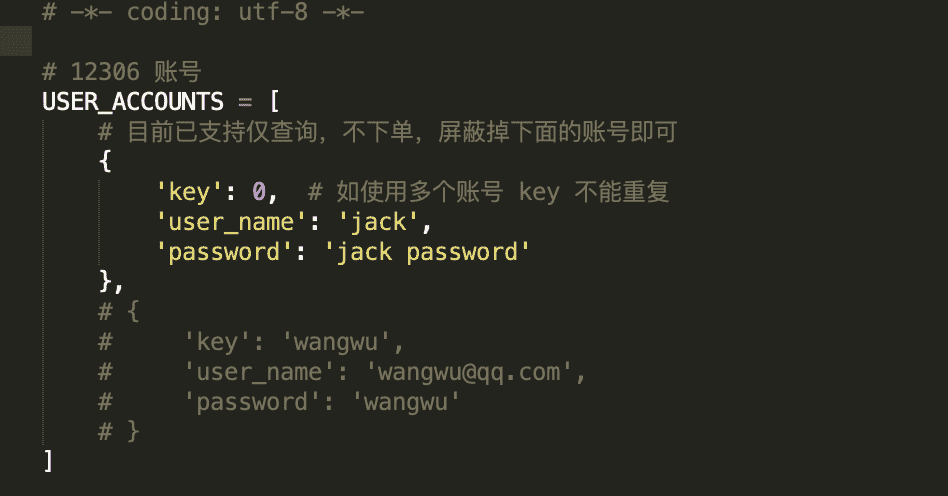 # -*- coding: utf-8 -*-
# 12306 账号
USER_ACCOUNTS = [
# 目前已支持仅查询，不下单，屏蔽掉下面的账号即可
{
'key': 0,  # 如使用多个账号 key 不能重复
'user_name': 'jack',
'password': 'jack password'
},
# {
#     'key': 'wangwu',
#     'user_name': 'wangwu@qq.com',
#     'password': 'wangwu'
# }
]